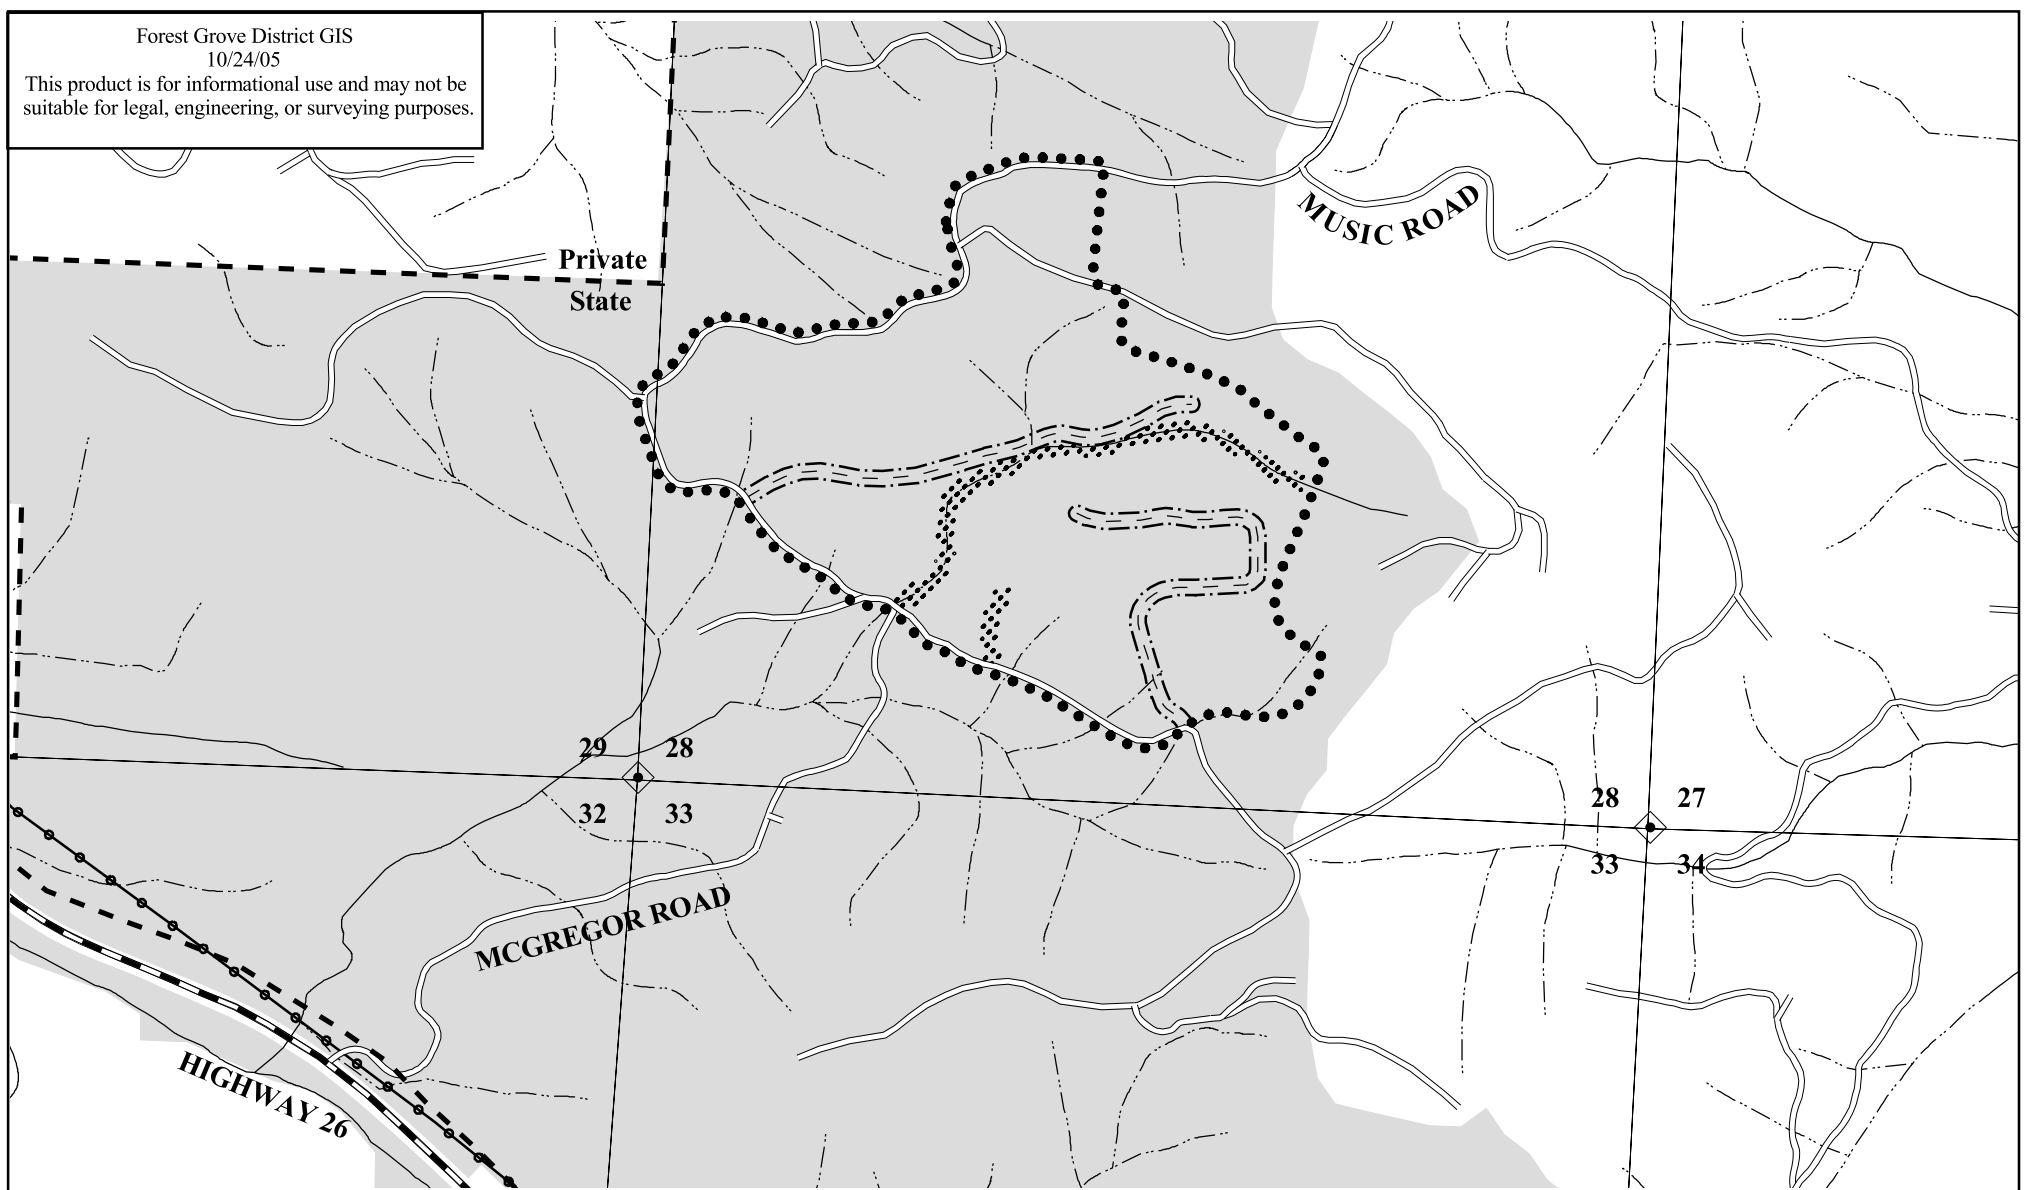 Forest Grove District GIS
10/24/05
This product is for informational use and may not be
suitable for legal, engineering, or surveying purposes.
MUSIC ROAD
Private
State
29 28
32 33
28 27
33 34
MCGREGOR ROAD
HIGHWAY 26